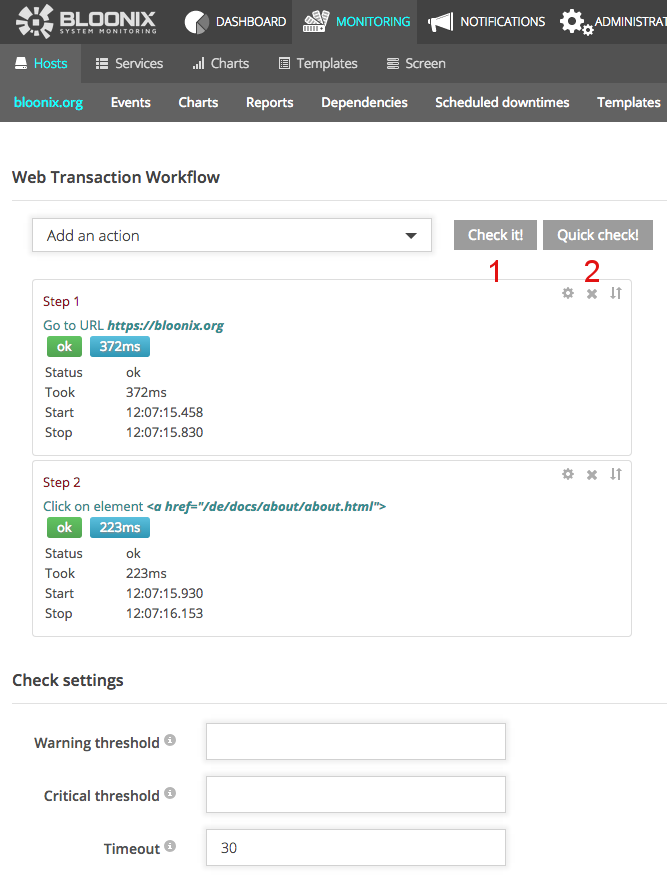 BLOONIX
SYSTEM MONITORING
DASHBOARD
MONITORING
NOTIFICATIONS
ADMINISTRAT
Hosts
Services
Charts
Templates
Screen
bloonix.org
Events
Charts
Reports
Dependencies
Scheduled downtimes
Templates
Web Transaction Workflow
Add an action
Check it!
Quick check!
1
2
Step 1
Go to URL https://bloonix.org
ok 372ms
Status ok
Took 372ms
Start 12:07:15.458
Stop 12:07:15.830
Step 2
Click on element <a href="/de/docs/about/about.html">
ok 223ms
Status ok
Took 223ms
Start 12:07:15.930
Stop 12:07:16.153
Check settings
Warning threshold
Critical threshold
Timeout 30